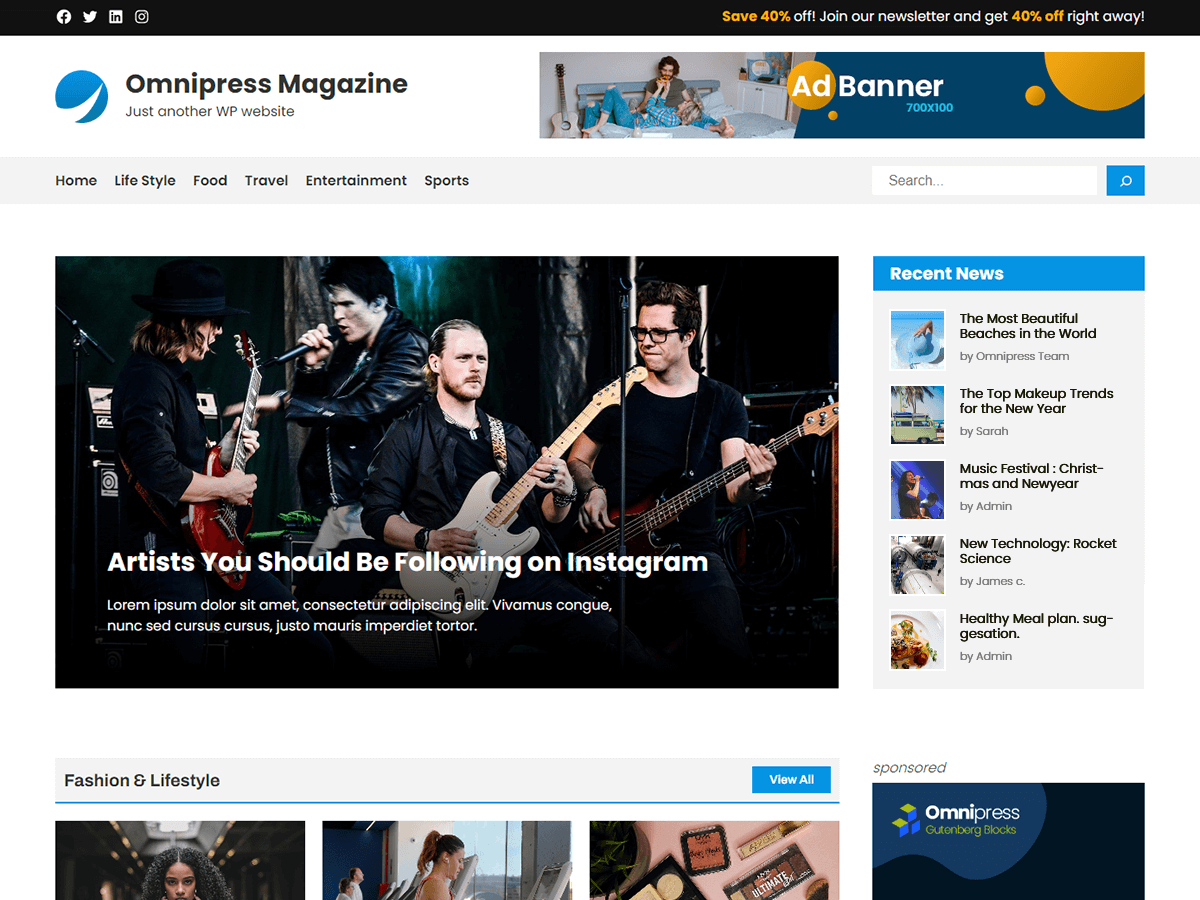 Save 40% off! Join our newsletter and get 40% off right away!
Omnipress Magazine
Just another WP website
Ad Banner
700X100
Home Life Style Food Travel Entertainment Sports
Search...
Artists You Should Be Following on Instagram
Lorem ipsum dolor sit amet, consectetur adipiscing elit. Vivamus congue,
nunc sed cursus cursus, justo mauris imperdiet tortor.
Recent News
The Most Beautiful
Beaches in the World
by Omnipress Team
The Top Makeup Trends
for the New Year
by Sarah
Music Festival : Christ-
mas and Newyear
by Admin
New Technology: Rocket
Science
by James c.
Healthy Meal plan. sug-
gesation.
by Admin
Fashion & Lifestyle
View All
ULTIMATE
sponsored
Omnipress
Gutenberg Blocks